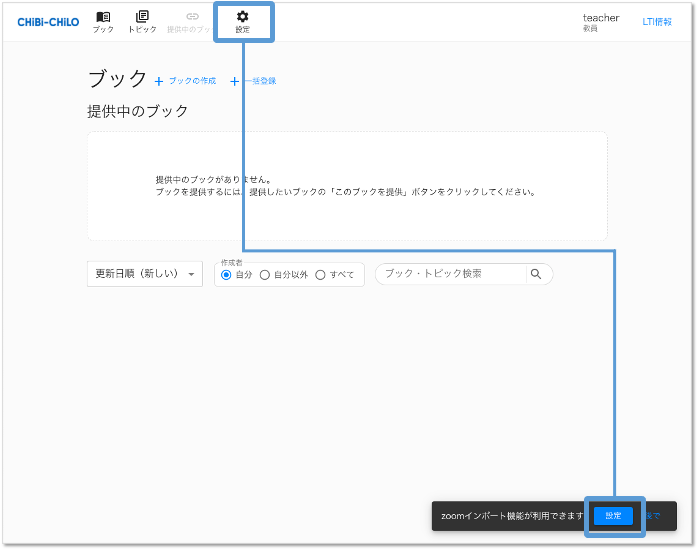 CHiBi-CHiLO
ブック
トピック
提供中のブック
設定
teacher
教員
LTI情報
ブック
+ ブックの作成
+ 一括登録
提供中のブック
提供中のブックがありません。
ブックを提供するには、提供したいブックの「このブックを提供」ボタンをクリックしてください。
更新日順（新しい）
作成者
自分
自分以外
すべて
ブック・トピック検索
zoomインポート機能が利用できます
設定
後で